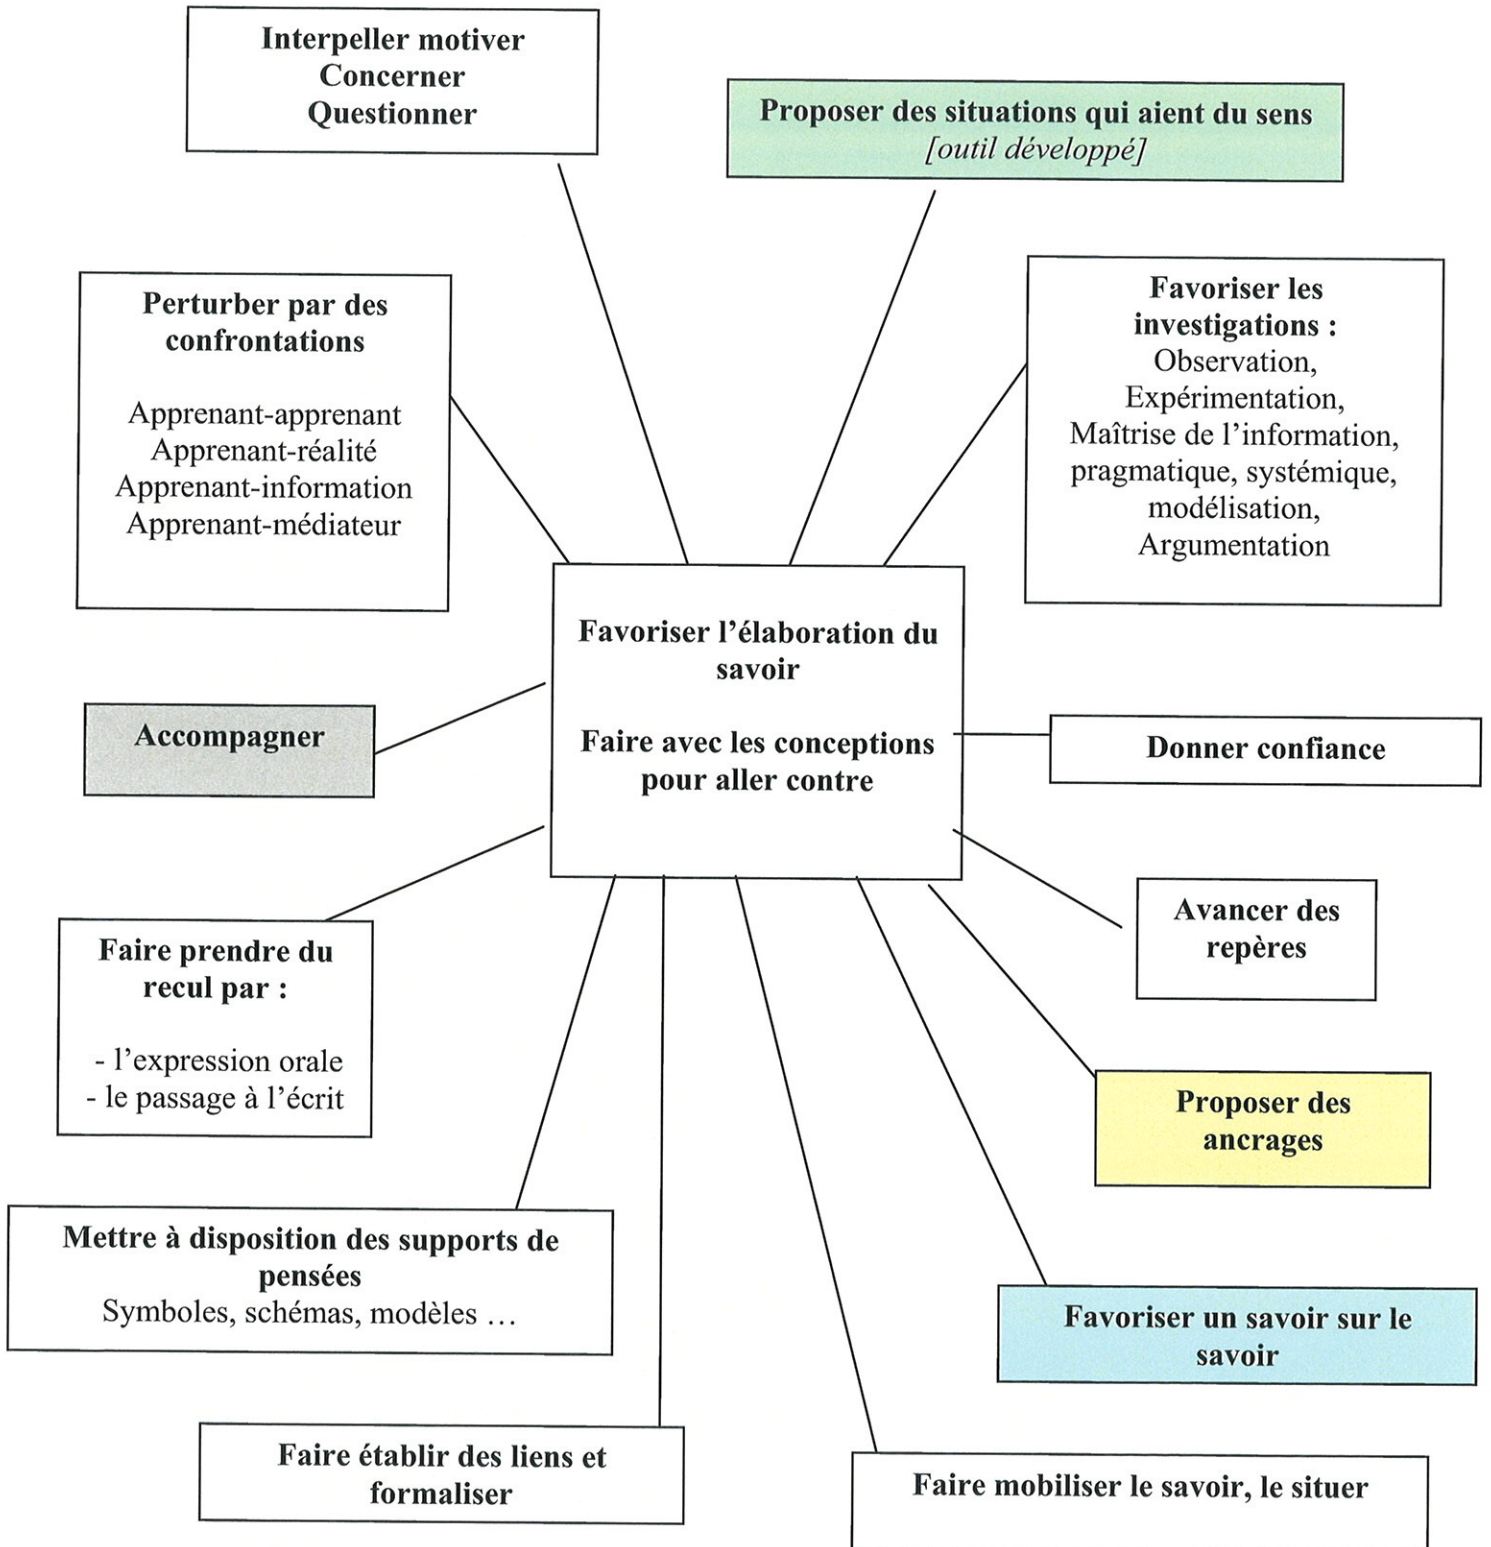 Interpeller motiver
Concerner
Questionner
Proposer des situations qui aient du sens
[outil développé]
Perturber par des
confrontations
Apprenant-apprenant
Apprenant-réalité
Apprenant-information
Apprenant-médiateur
Favoriser les
investigations :
Observation,
Expérimentation,
Maîtrise de l’information,
pragmatique, systémique,
modélisation,
Argumentation
Favoriser l’élaboration du
savoir
Faire avec les conceptions
pour aller contre
Accompagner
Donner confiance
Avancer des
repères
Faire prendre du
recul par :
- l’expression orale
- le passage à l’écrit
Proposer des
ancrages
Mettre à disposition des supports de
pensées
Symboles, schémas, modèles …
Favoriser un savoir sur le
savoir
Faire établir des liens et
formaliser
Faire mobiliser le savoir, le situer